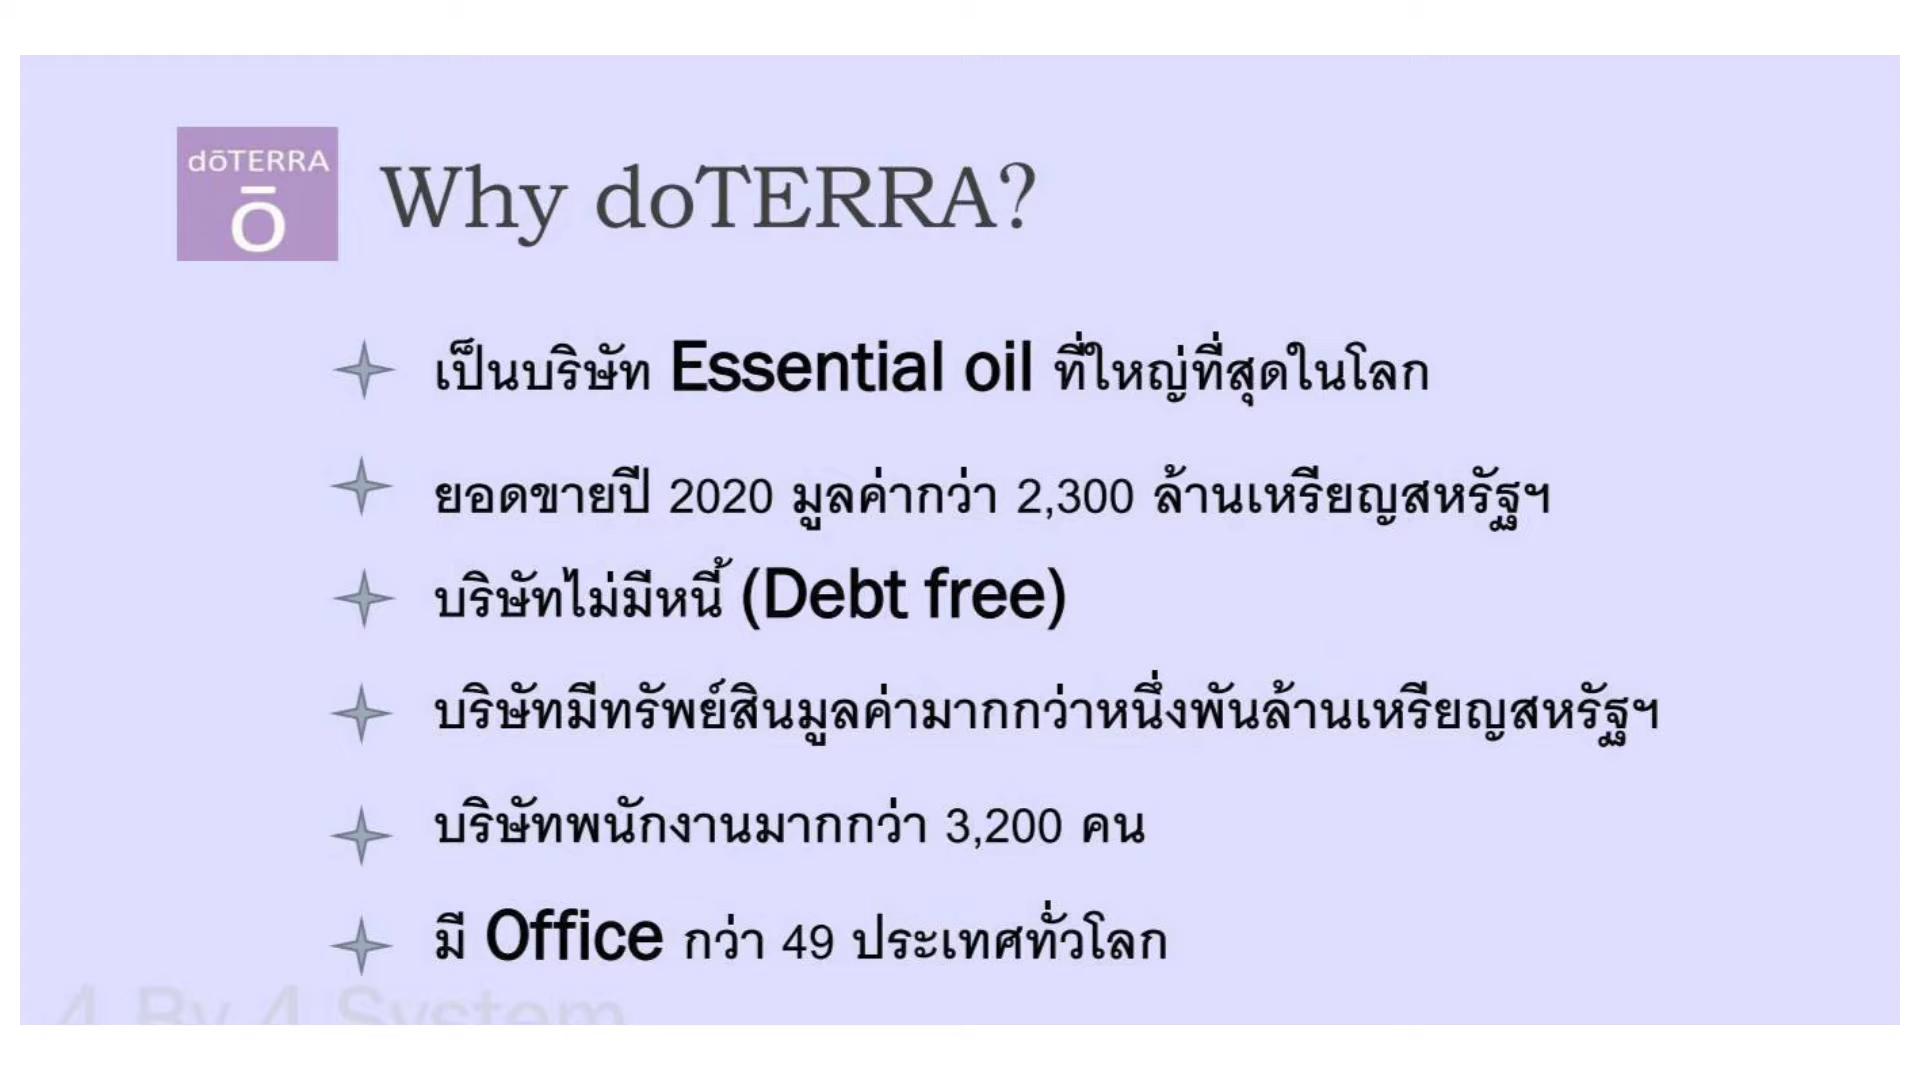 dōTERRA
ō
Why doTERRA?
เป็นบริษัท Essential oil ที่ใหญ่ที่สุดในโลก
ยอดขายปี 2020 มูลค่ากว่า 2,300 ล้านเหรียญสหรัฐฯ
บริษัทไม่มีหนี้ (Debt free)
บริษัทมีทรัพย์สินมูลค่ามากกว่าหนึ่งพันล้านเหรียญสหรัฐฯ
บริษัทพนักงานมากกว่า 3,200 คน
มี Office กว่า 49 ประเทศทั่วโลก
4 By 4 System